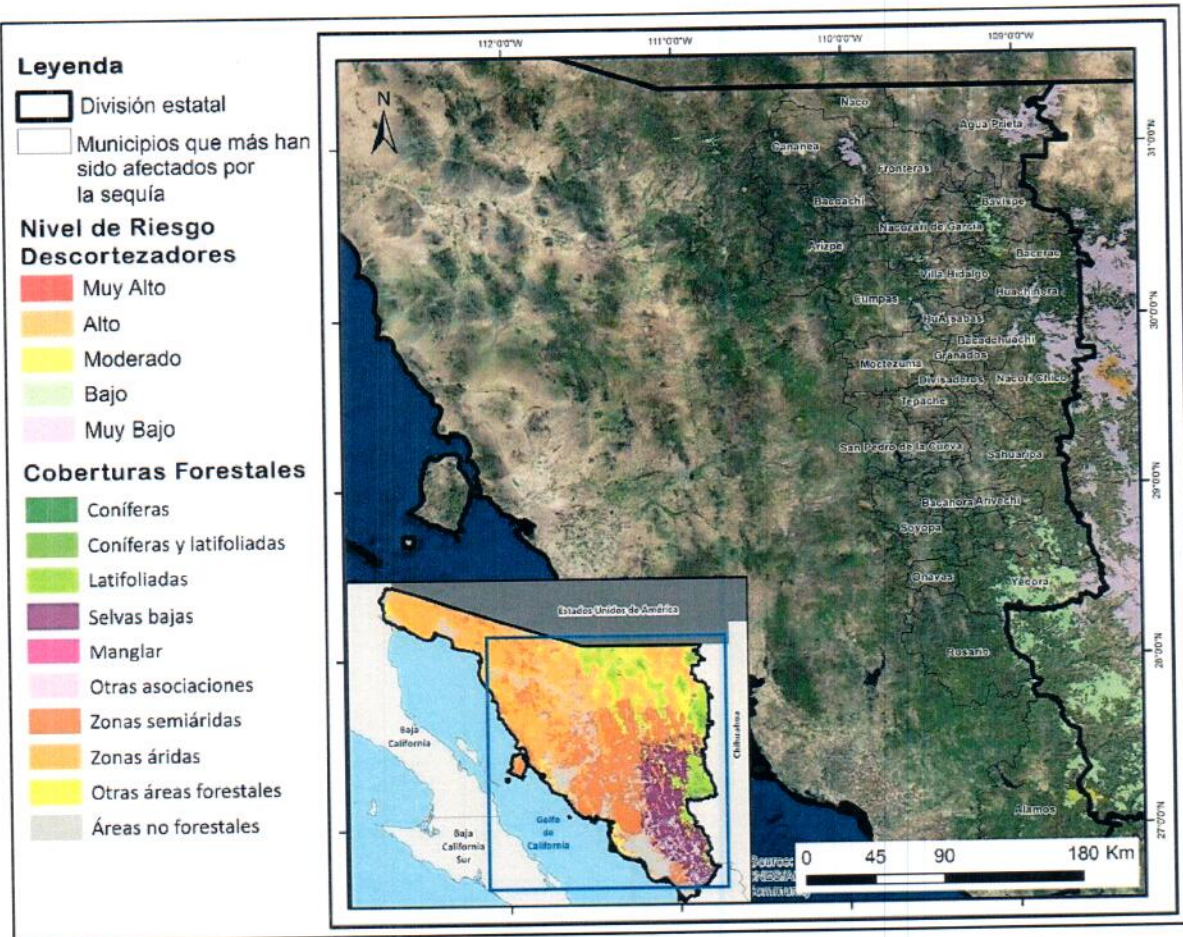 Leyenda
División estatal
Municipios que más han
sido afectados por
la sequía
Nivel de Riesgo
Descortezadores
Muy Alto
Alto
Moderado
Bajo
Muy Bajo
Coberturas Forestales
Coníferas
Coníferas y latifoliadas
Latifoliadas
Selvas bajas
Manglar
Otras asociaciones
Zonas semiáridas
Zonas áridas
Otras áreas forestales
Áreas no forestales
112°0'0"W
111°0'0"W
110°0'0"W
109°0'0"W
N
Naco
Agua Prieta
Cananea
Fronteras
Bacoachi
Bavispe
Nacozari de García
Arizpe
Bacerac
Villa Hidalgo
Huachinera
Cumpas
Bacadéhuachi
Granados
Moctezuma
Divisaderos
Nácori Chico
Tepache
San Pedro de la Cueva
Sahuaripa
Bacanora
Arivechi
Soyopa
Onavas
Yécora
Rosario
Alamos
31°0'0"N
30°0'0"N
29°0'0"N
28°0'0"N
27°0'0"N
Estados Unidos de América
Chihuahua
Baja
California
Golfo
de
California
Baja
California
Sur
Source:
0 45 90 180 Km